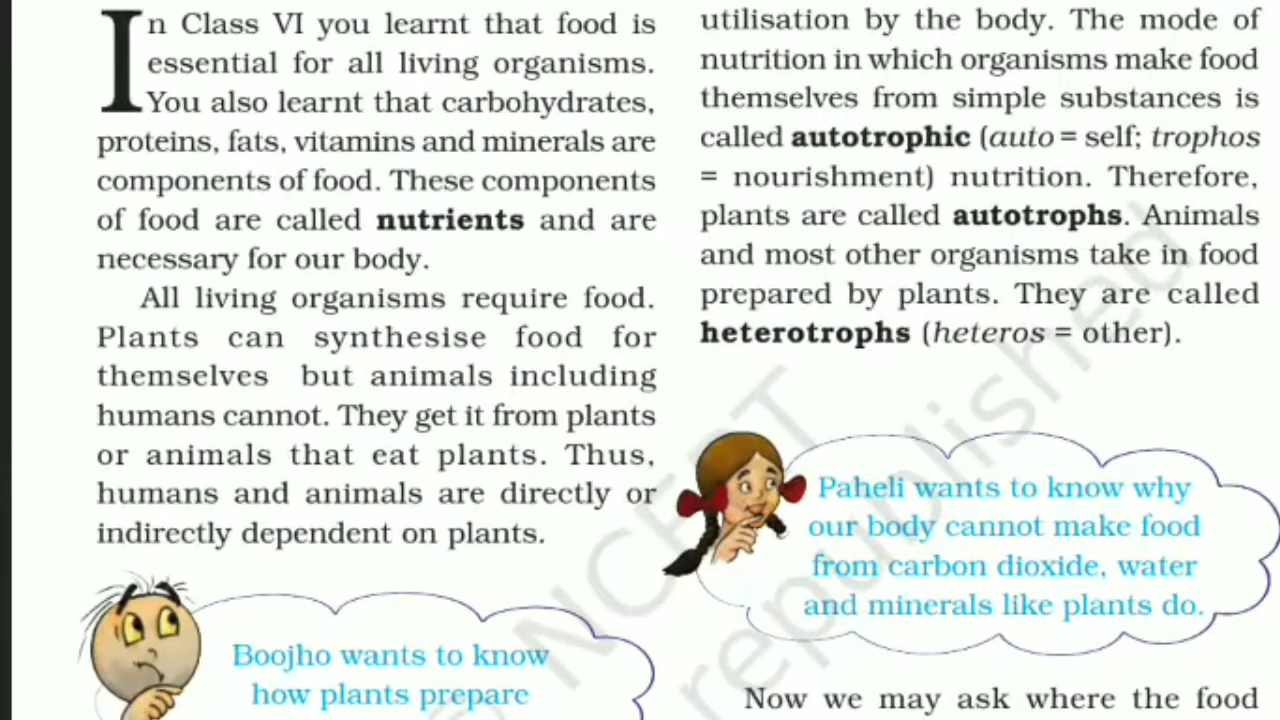 In Class VI you learnt that food is
essential for all living organisms.
You also learnt that carbohydrates,
proteins, fats, vitamins and minerals are
components of food. These components
of food are called nutrients and are
necessary for our body.
All living organisms require food.
Plants can synthesise food for
themselves but animals including
humans cannot. They get it from plants
or animals that eat plants. Thus,
humans and animals are directly or
indirectly dependent on plants.
Boojho wants to know
how plants prepare
utilisation by the body. The mode of
nutrition in which organisms make food
themselves from simple substances is
called autotrophic (auto = self; trophos
= nourishment) nutrition. Therefore,
plants are called autotrophs. Animals
and most other organisms take in food
prepared by plants. They are called
heterotrophs (heteros = other).
Paheli wants to know why
our body cannot make food
from carbon dioxide, water
and minerals like plants do.
Now we may ask where the food
© NCERT
republished